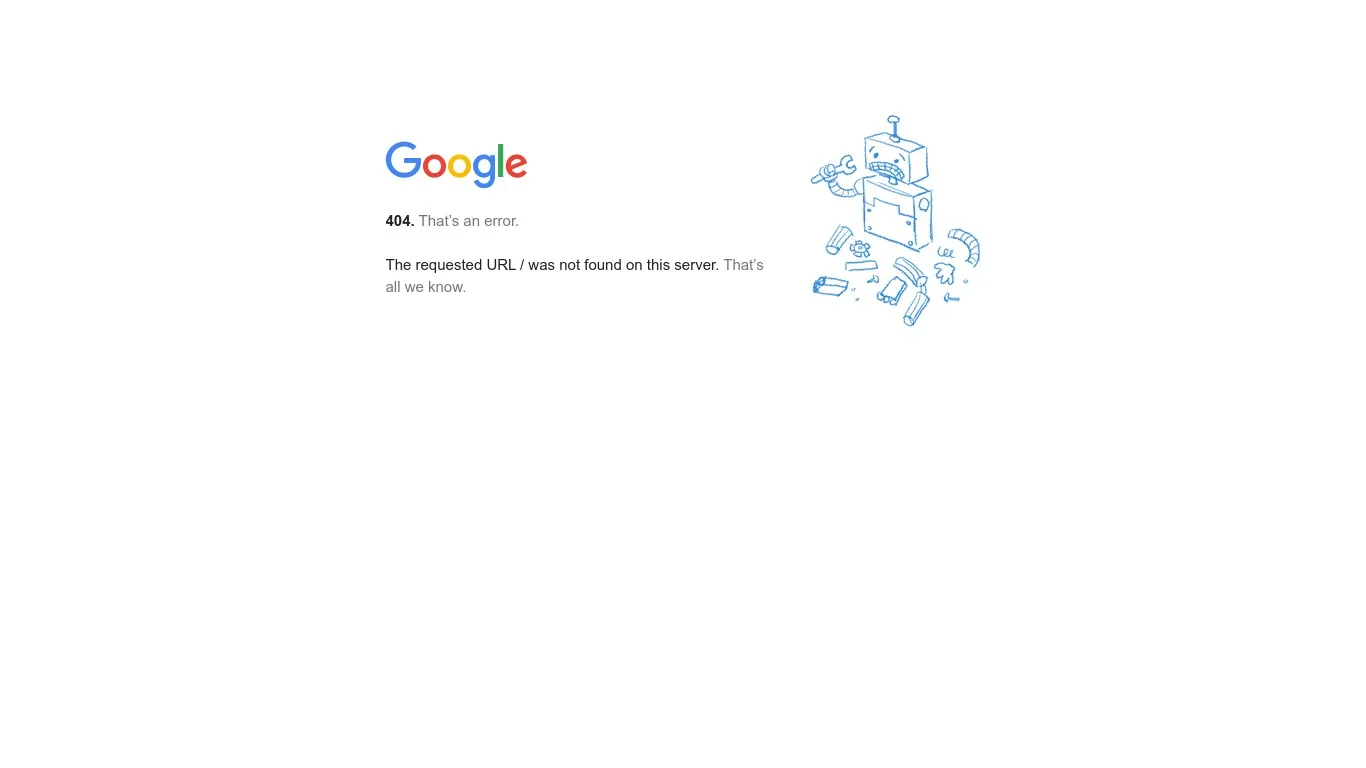 Google
404. That’s an error.
The requested URL / was not found on this server. That’s
all we know.